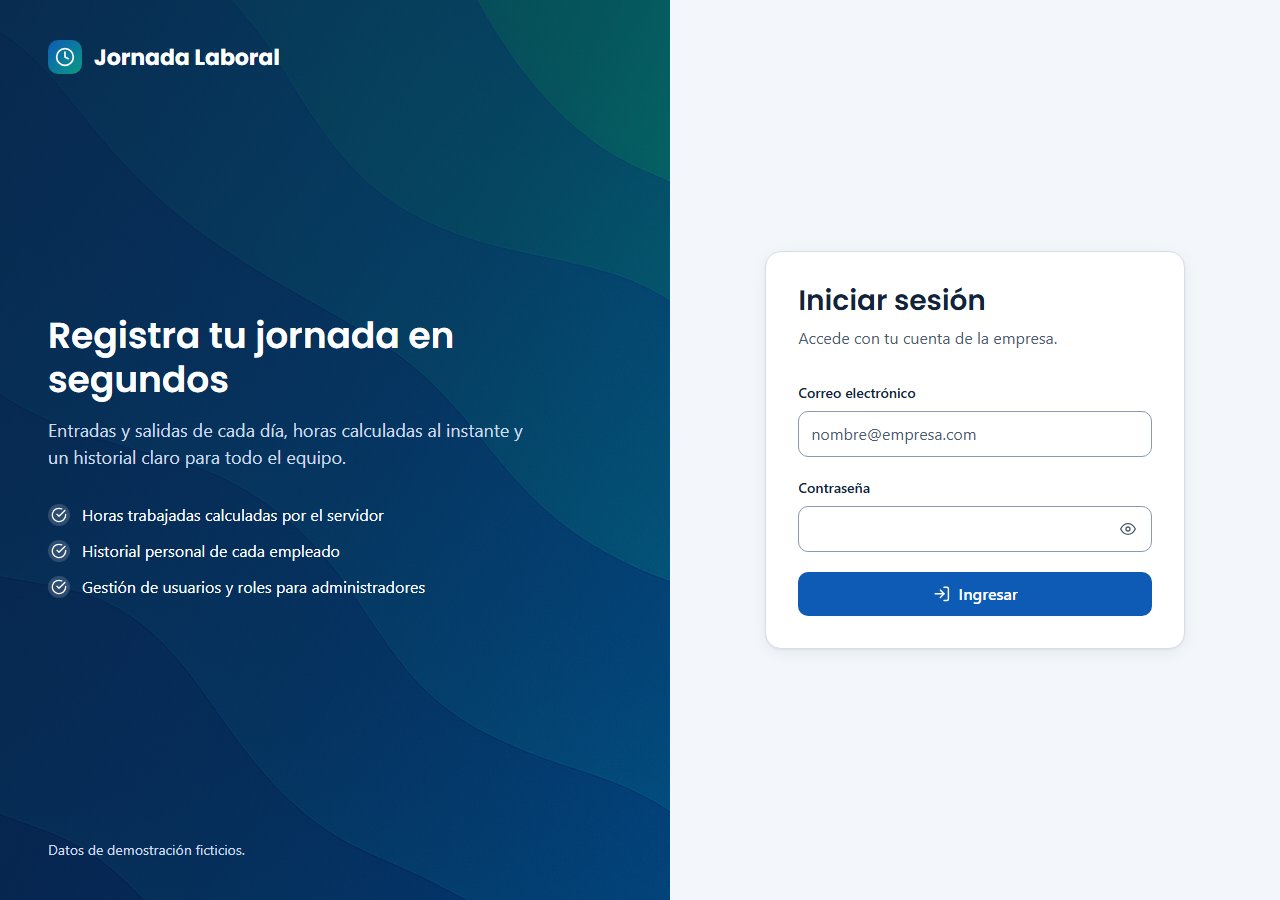 Jornada Laboral
Registra tu jornada en
segundos
Entradas y salidas de cada día, horas calculadas al instante y
un historial claro para todo el equipo.
Horas trabajadas calculadas por el servidor
Historial personal de cada empleado
Gestión de usuarios y roles para administradores
Datos de demostración ficticios.
Iniciar sesión
Accede con tu cuenta de la empresa.
Correo electrónico
nombre@empresa.com
Contraseña
Ingresar